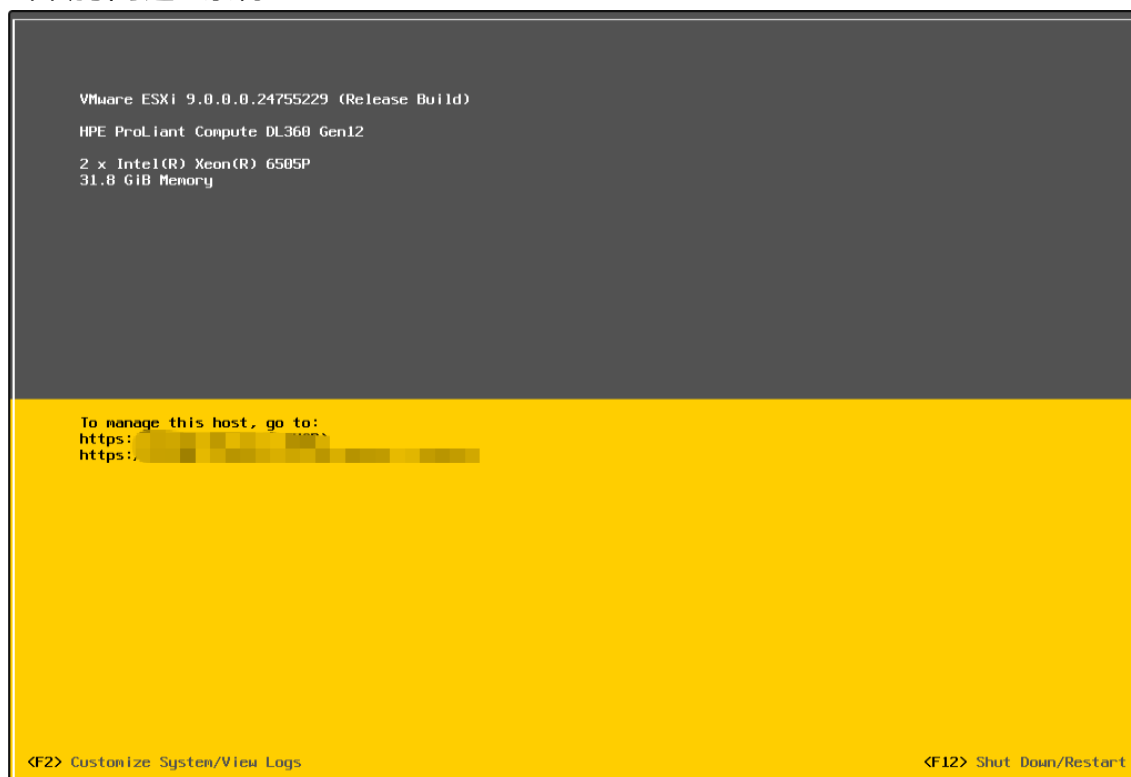 VMware ESXi 9.0.0.0.24755229 (Release Build)
HPE ProLiant Compute DL360 Gen12
2 x Intel(R) Xeon(R) 6505P
31.8 GiB Memory
To manage this host, go to:
https:
https:/
<F2> Customize System/View Logs
<F12> Shut Down/Restart